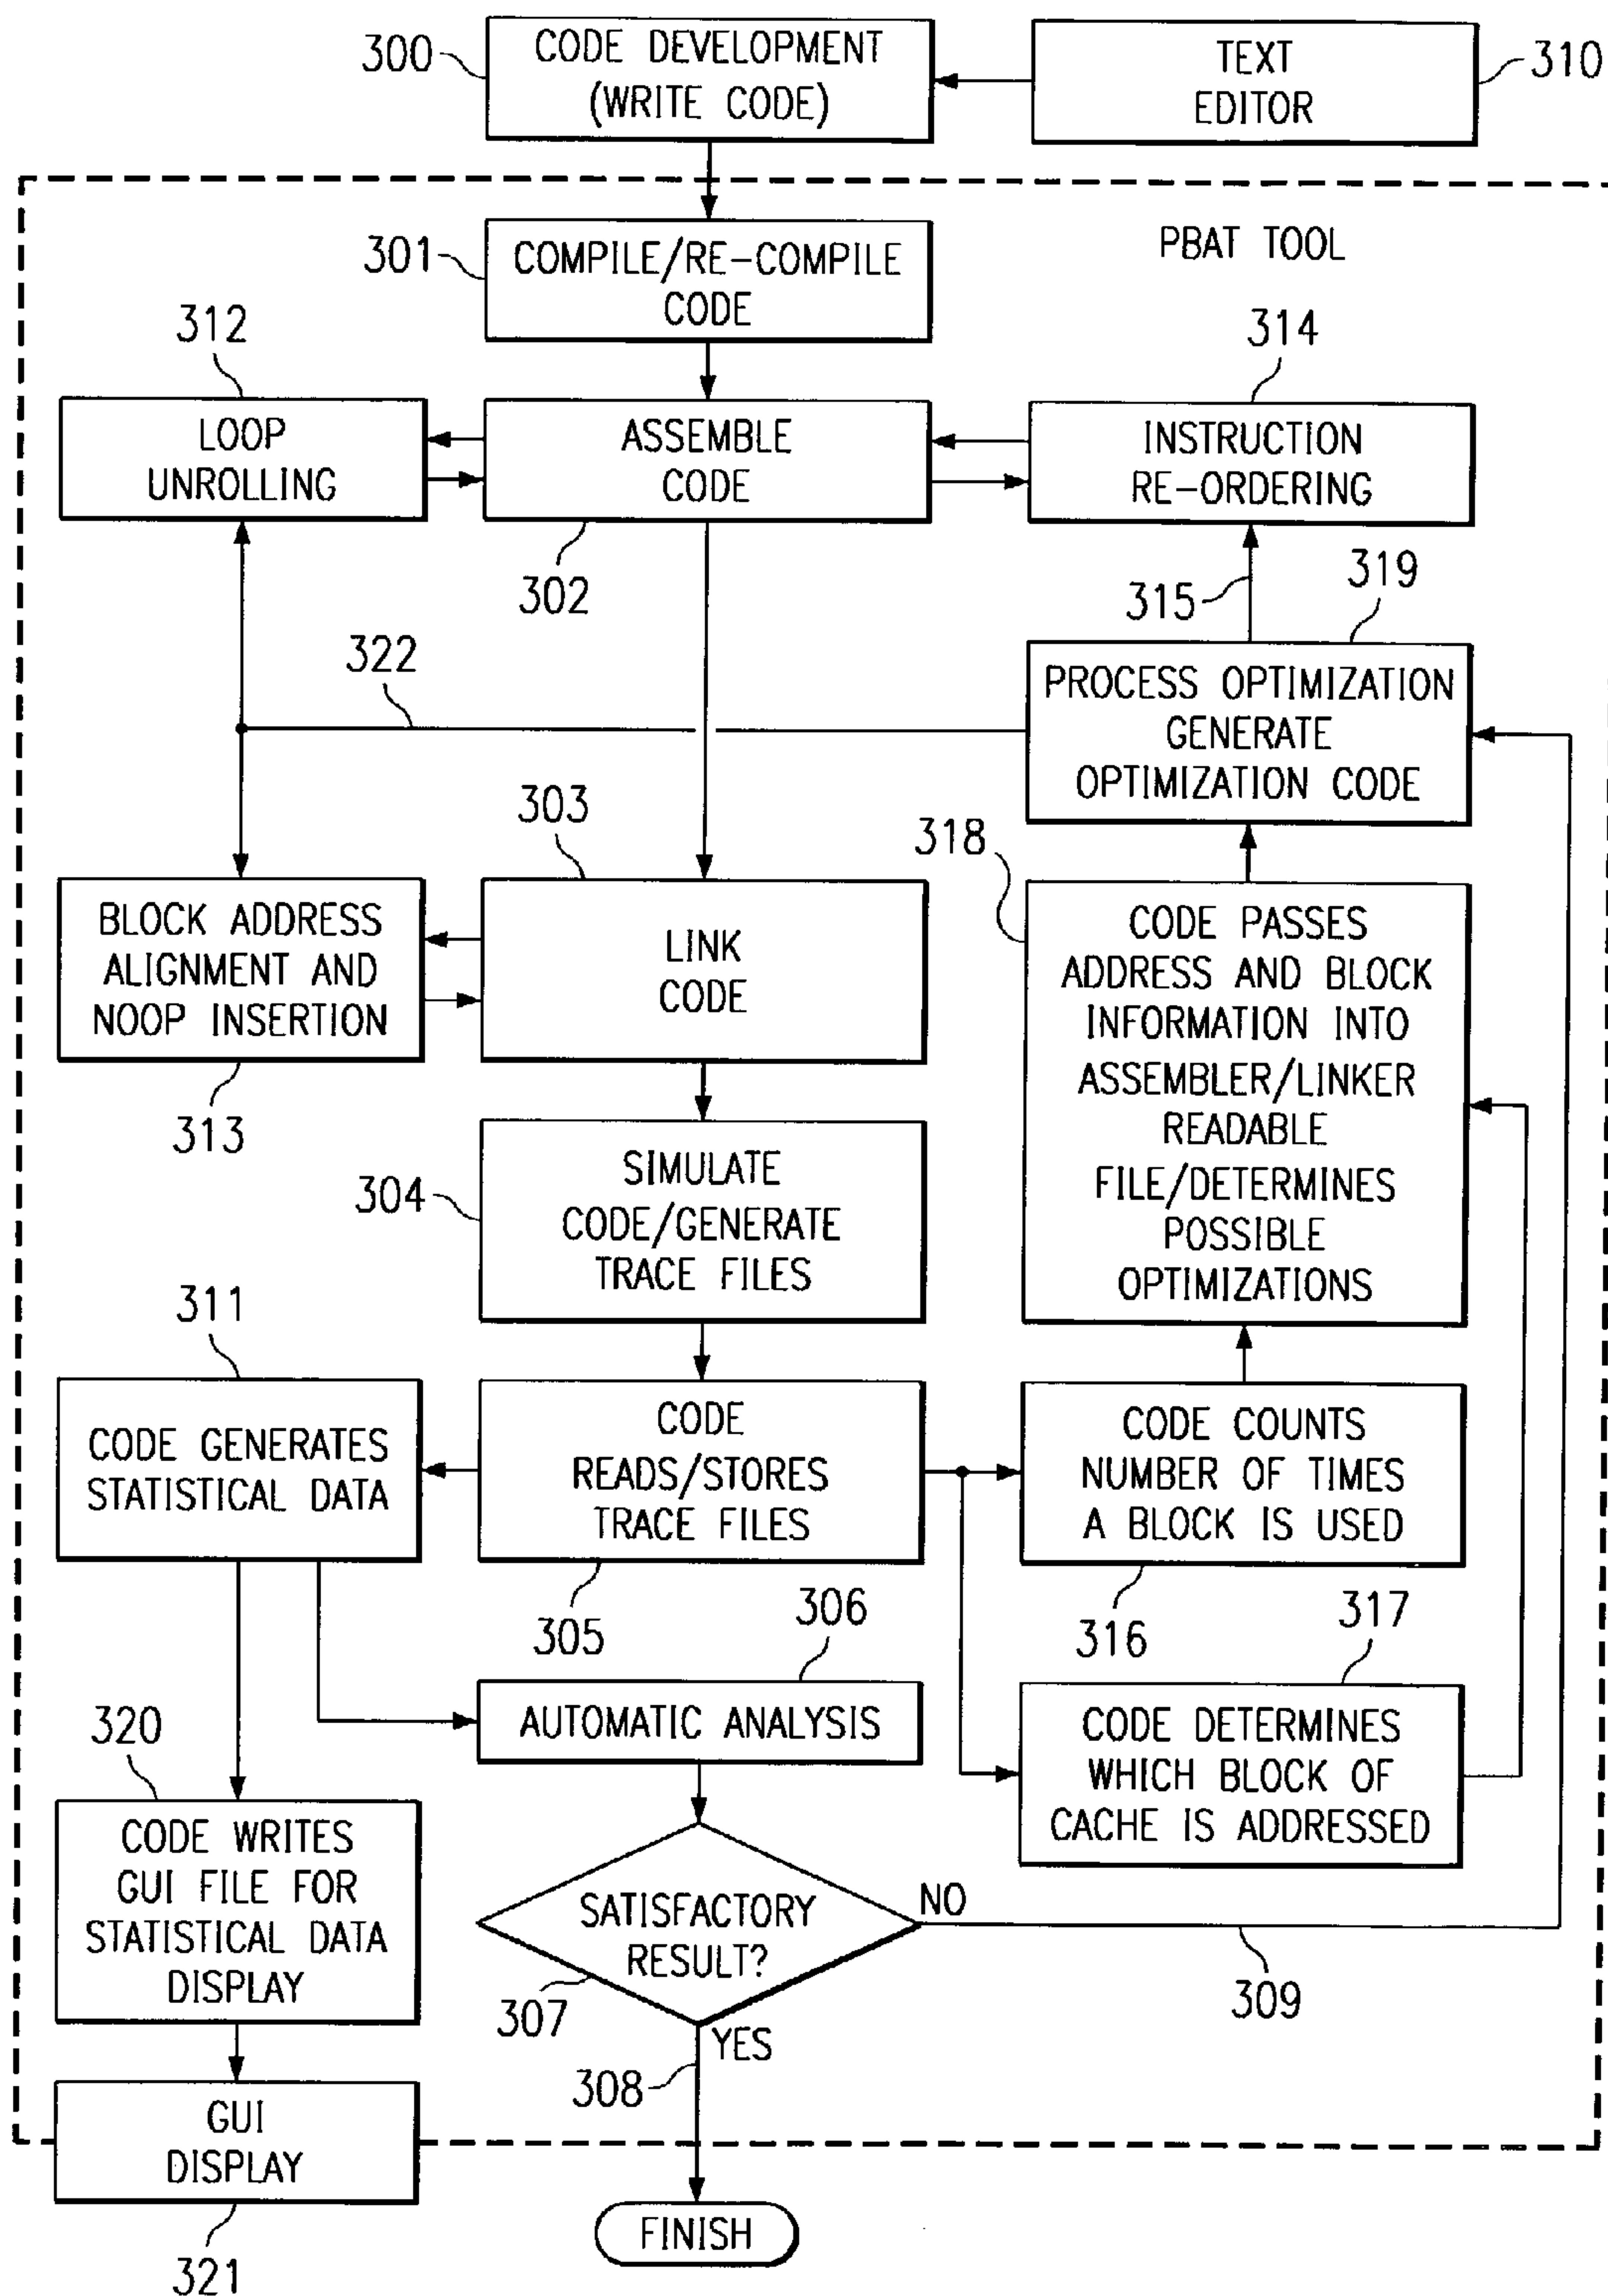 300
CODE DEVELOPMENT
(WRITE CODE)
TEXT
EDITOR
310
PBAT TOOL
301
COMPILE/RE-COMPILE
CODE
312
314
LOOP
UNROLLING
ASSEMBLE
CODE
INSTRUCTION
RE-ORDERING
302
315
319
322
PROCESS OPTIMIZATION
GENERATE
OPTIMIZATION CODE
303
318
BLOCK ADDRESS
ALIGNMENT AND
NOOP INSERTION
LINK
CODE
CODE PASSES
ADDRESS AND BLOCK
INFORMATION INTO
ASSEMBLER/LINKER
READABLE
FILE/DETERMINES
POSSIBLE
OPTIMIZATIONS
313
304
SIMULATE
CODE/GENERATE
TRACE FILES
311
CODE GENERATES
STATISTICAL DATA
CODE
READS/STORES
TRACE FILES
CODE COUNTS
NUMBER OF TIMES
A BLOCK IS USED
305
306
316
317
AUTOMATIC ANALYSIS
CODE DETERMINES
WHICH BLOCK OF
CACHE IS ADDRESSED
320
CODE WRITES
GUI FILE FOR
STATISTICAL DATA
DISPLAY
SATISFACTORY
RESULT?
NO
307
309
YES
308
GUI
DISPLAY
FINISH
321